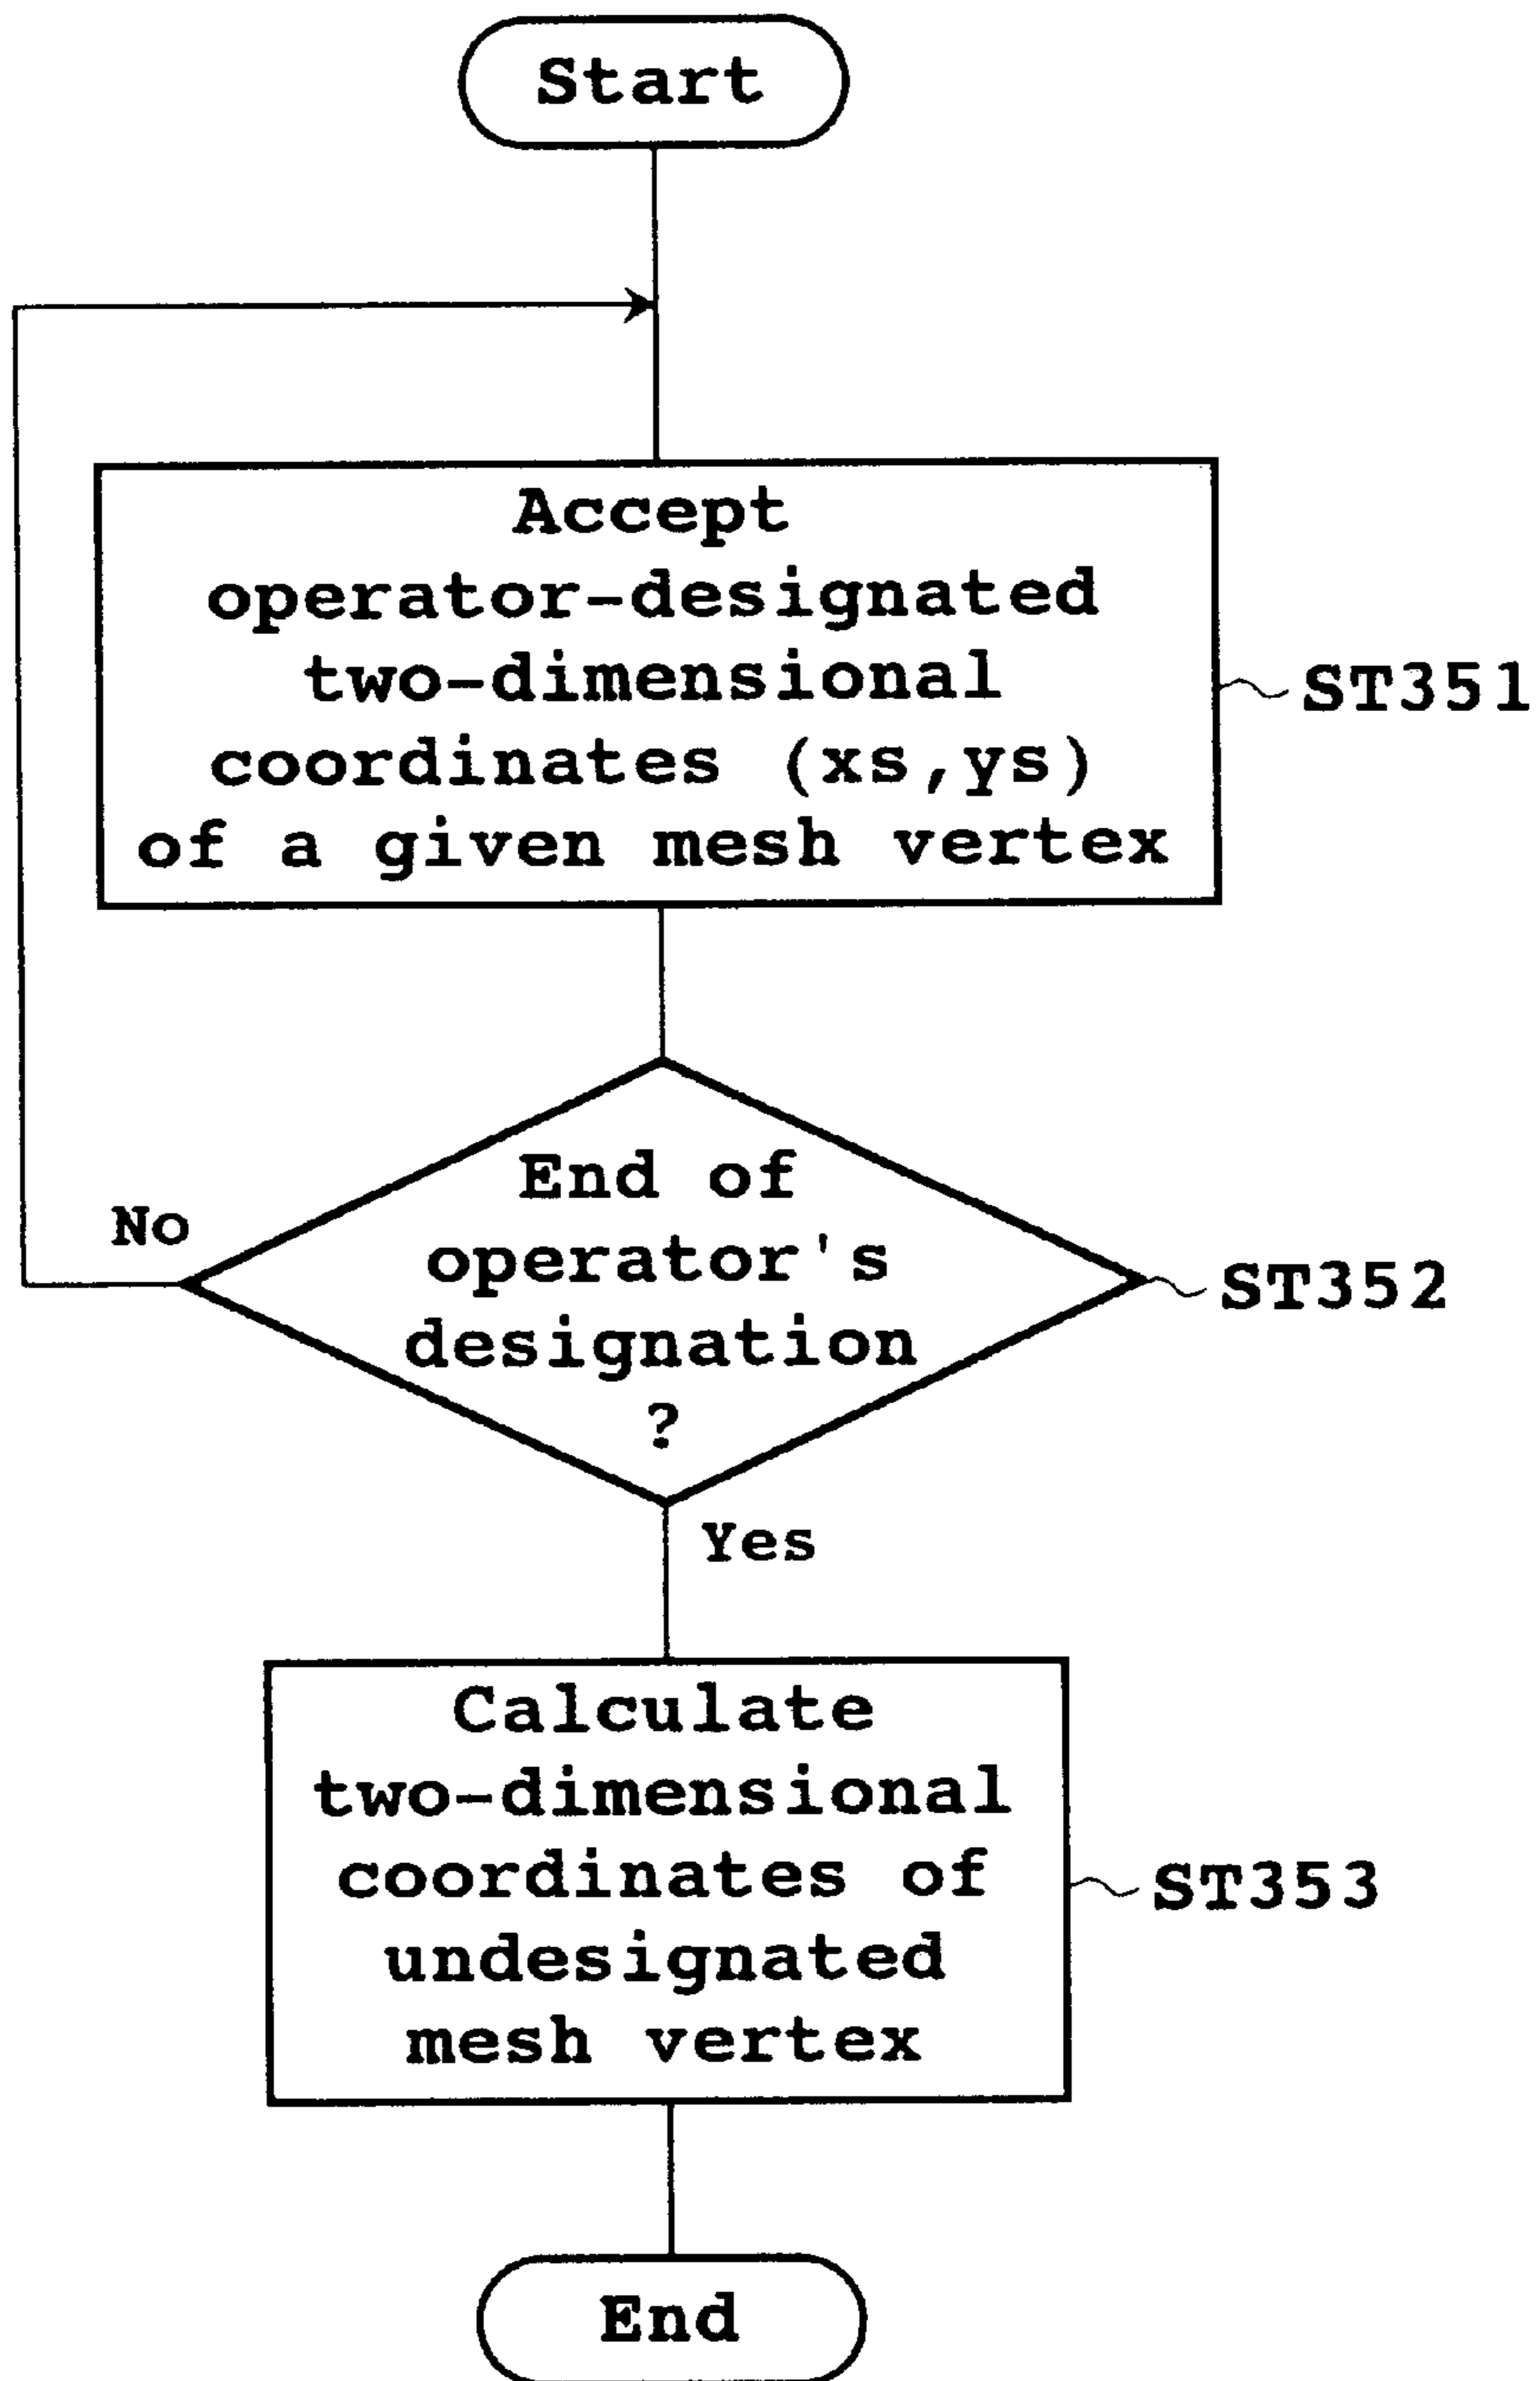 Start
Accept
operator-designated
two-dimensional
coordinates (xs,ys)
of a given mesh vertex
ST351
End of
operator's
designation
?
No
ST352
Yes
Calculate
two-dimensional
coordinates of
undesignated
mesh vertex
ST353
End